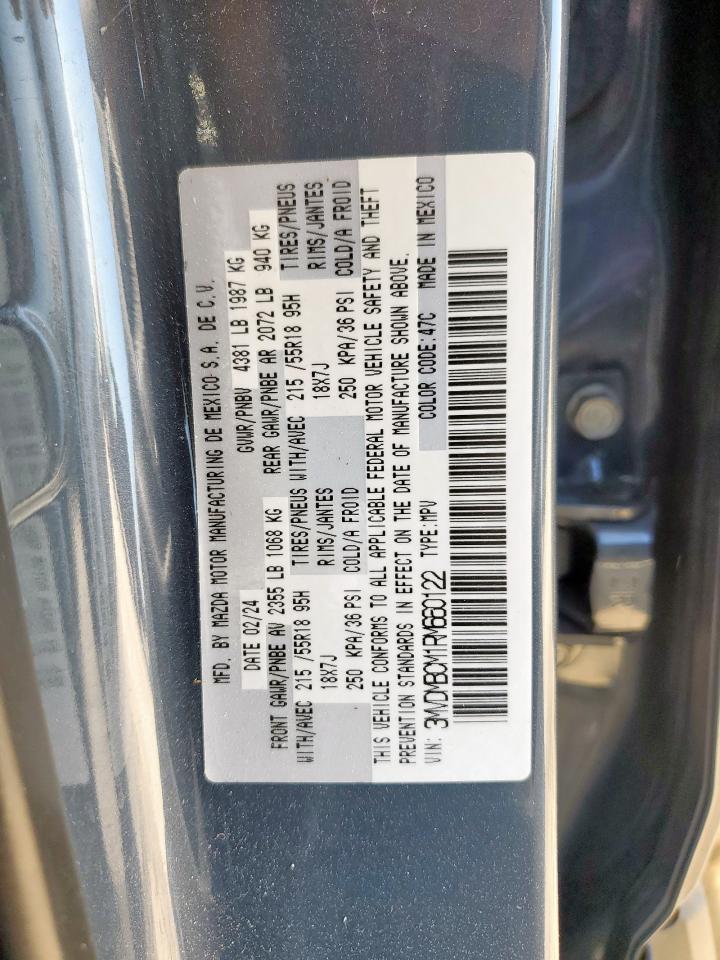 MFD. BY MAZDA MOTOR MANUFACTURING DE MEXICO S.A. DE C.V.
DATE 02/24 GVWR/PNBV 4381 LB 1987 KG
FRONT GAWR/PNBE AV 2355 LB 1068 KG REAR GAWR/PNBE AR 2072 LB 940 KG
WITH/AVEC 215 /55R18 95H TIRES/PNEUS WITH/AVEC 215 /55R18 95H TIRES/PNEUS
18X7J RIMS/JANTES 18X7J RIMS/JANTES
250 KPA/36 PSI COLD/A FROID 250 KPA/36 PSI COLD/A FROID
THIS VEHICLE CONFORMS TO ALL APPLICABLE FEDERAL MOTOR VEHICLE SAFETY AND THEFT
PREVENTION STANDARDS IN EFFECT ON THE DATE OF MANUFACTURE SHOWN ABOVE.
VIN: 3MVDMBCM1RM660122 TYPE:MPV COLOR CODE:47C MADE IN MEXICO